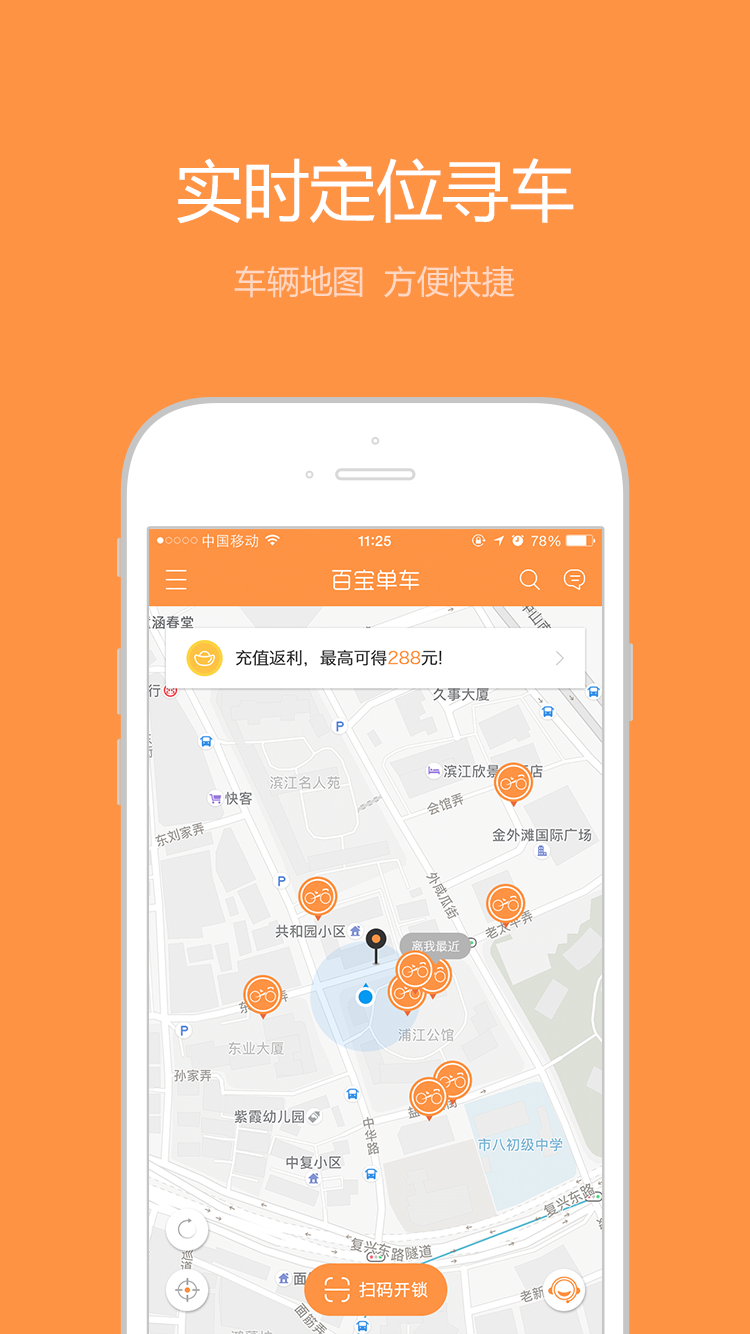 实时定位寻车
车辆地图 方便快捷
中国移动 11:25 78%
百宝单车
涵春堂
充值返利，最高可得288元!
行
久事大厦
P
滨江欣景
店
滨江名人苑
快客
会馆弄
东刘家弄
金外滩国际广场
P
外咸瓜街
共和园小区
老太平弄
离我最近
东
弄
P
浦江公馆
东业大厦
孙家弄
盐
街
紫霞幼儿园
中华路
市八初级中学
中复小区
复兴东路
复兴东路隧道
面
扫码开锁
老新
面筋弄